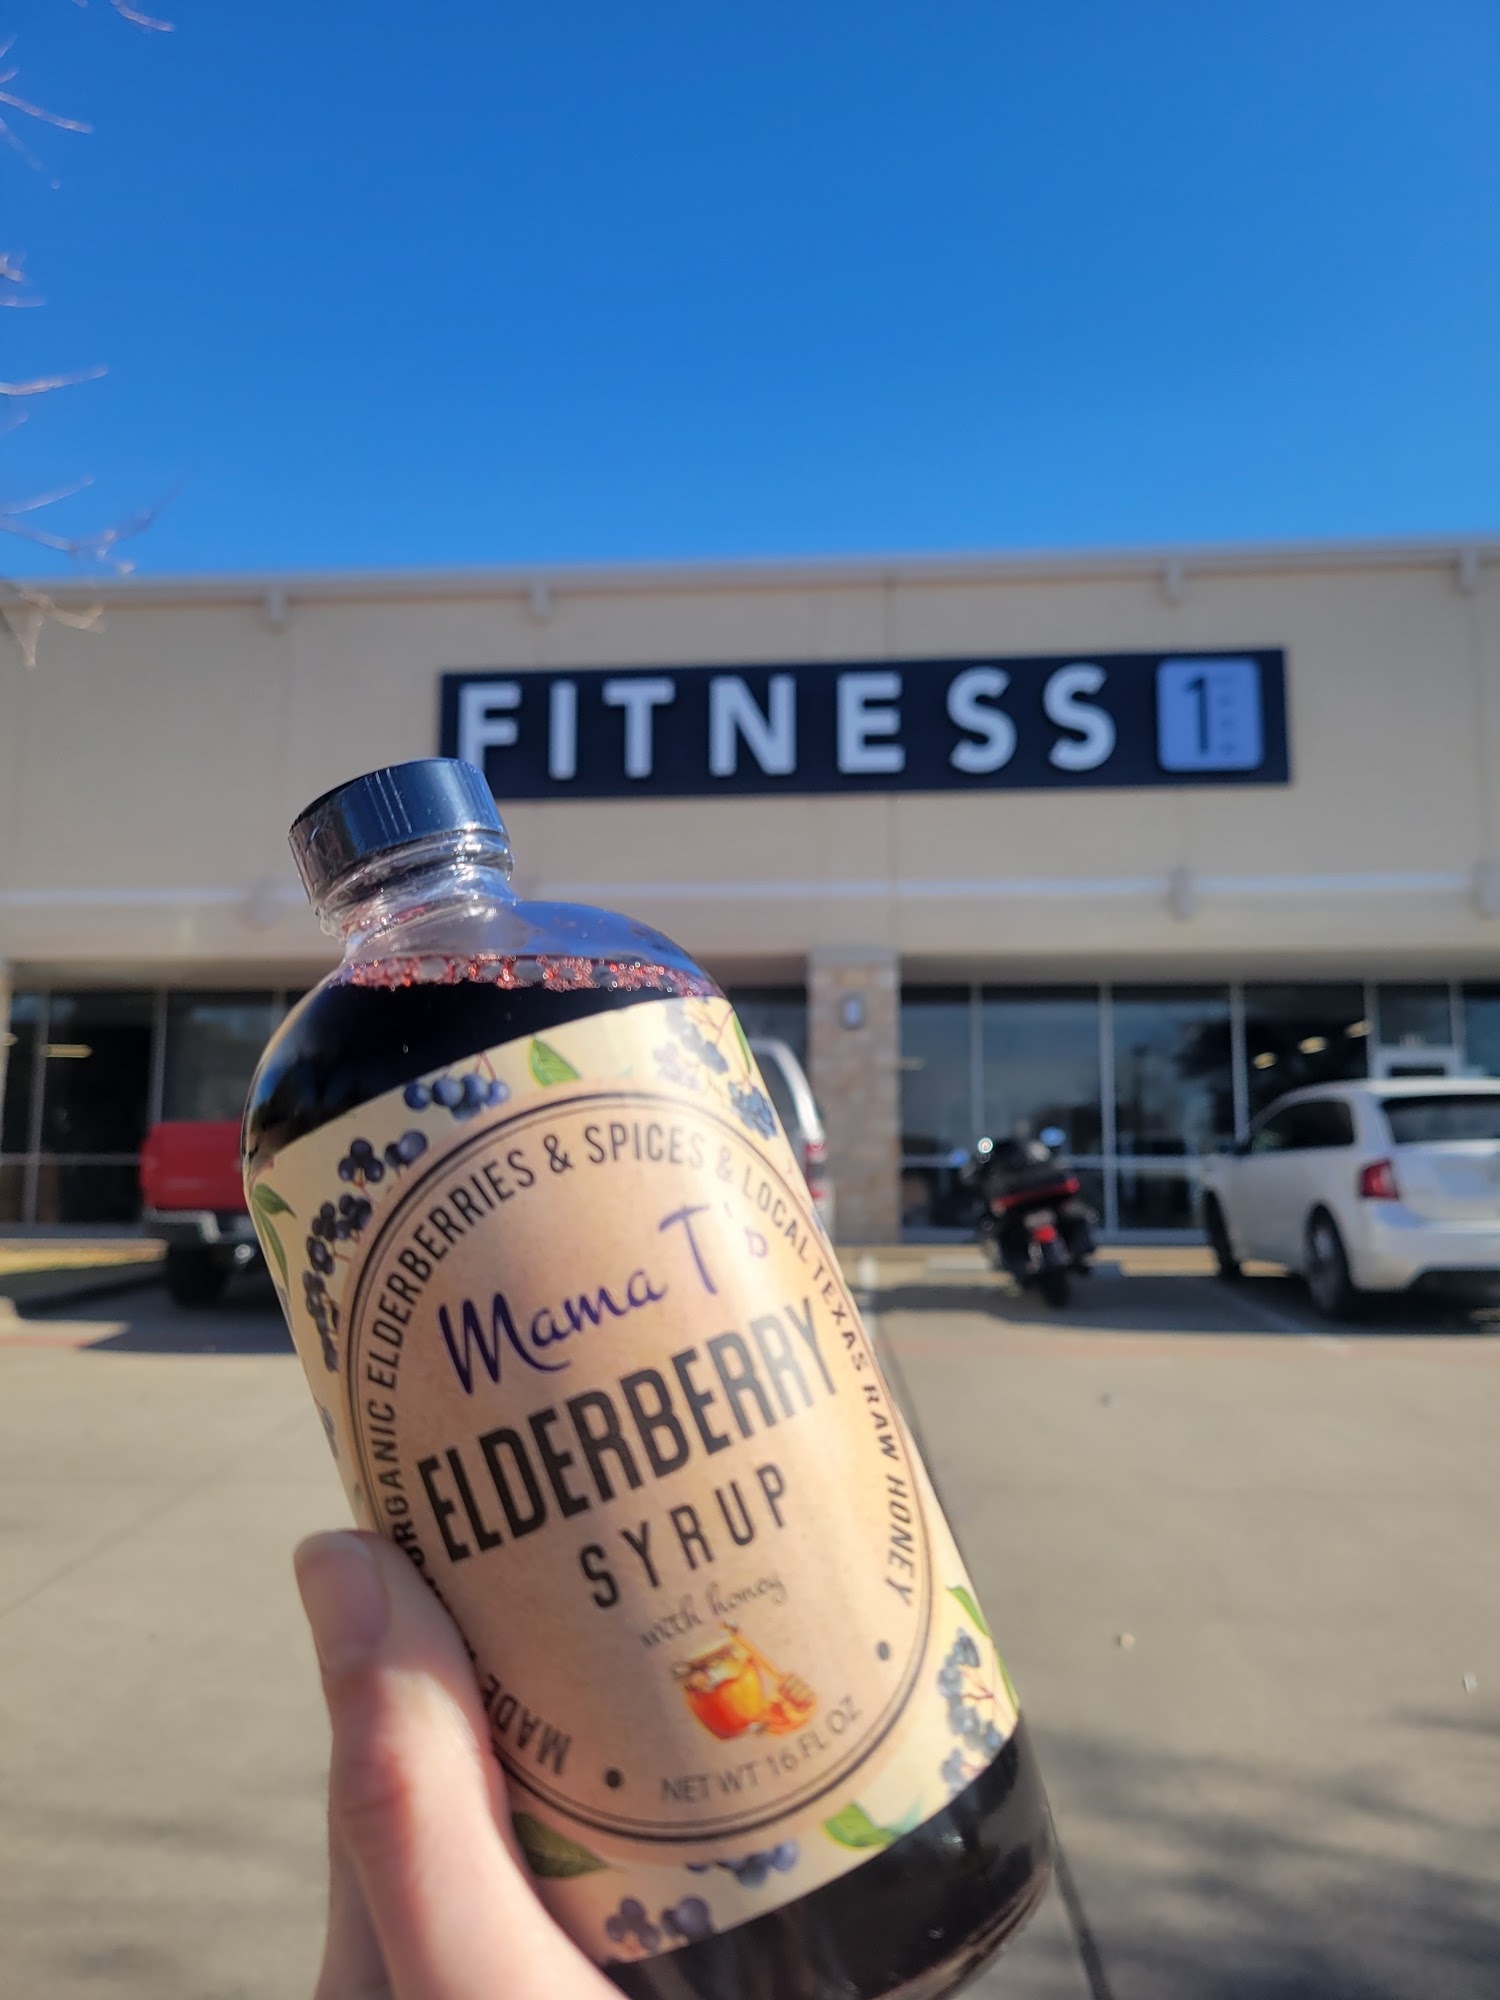 FITNESS 1
MADE
ORGANIC ELDERBERRIES & SPICES & LOCAL TEXAS RAW HONEY
Mama T's
ELDERBERRY
SYRUP
with honey
NET WT 16 FL OZ